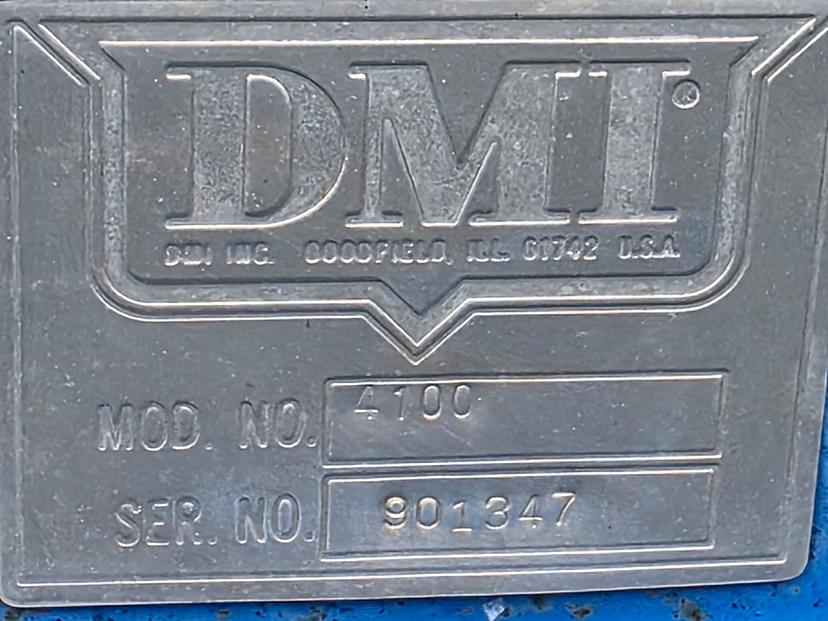 DMI®
DMI INC. GOODFIELD, ILL. 61742 U.S.A.
MOD. NO. 4100
SER. NO. 901347